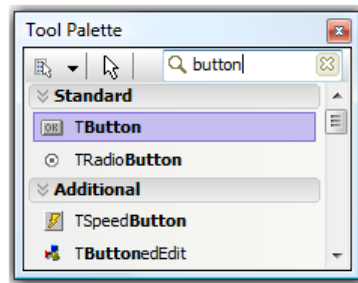 Tool Palette
button
Standard
OK TButton
TRadioButton
Additional
TSpeedButton
TButtonedEdit